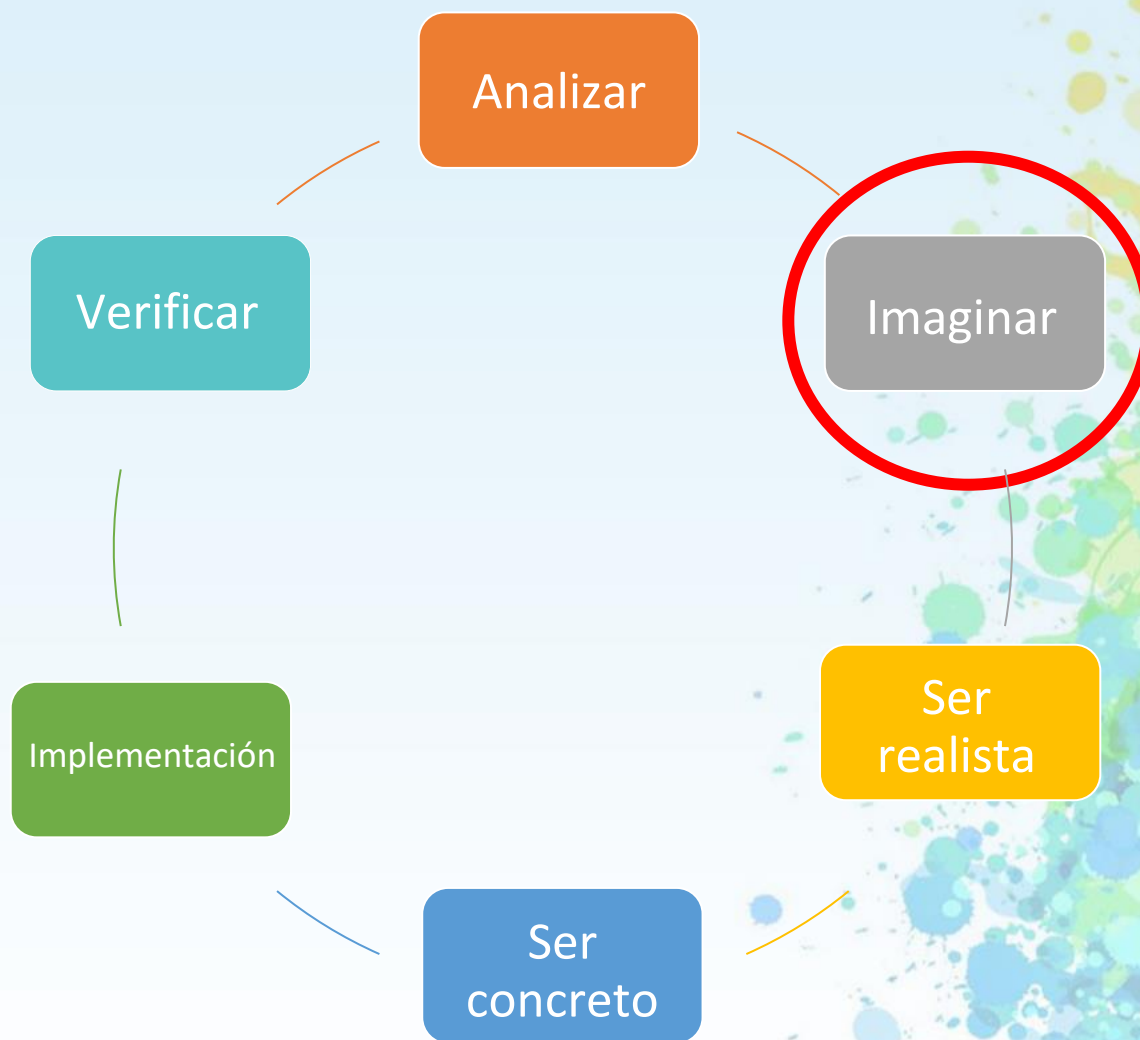 Analizar
Imaginar
Ser
realista
Ser
concreto
Implementación
Verificar